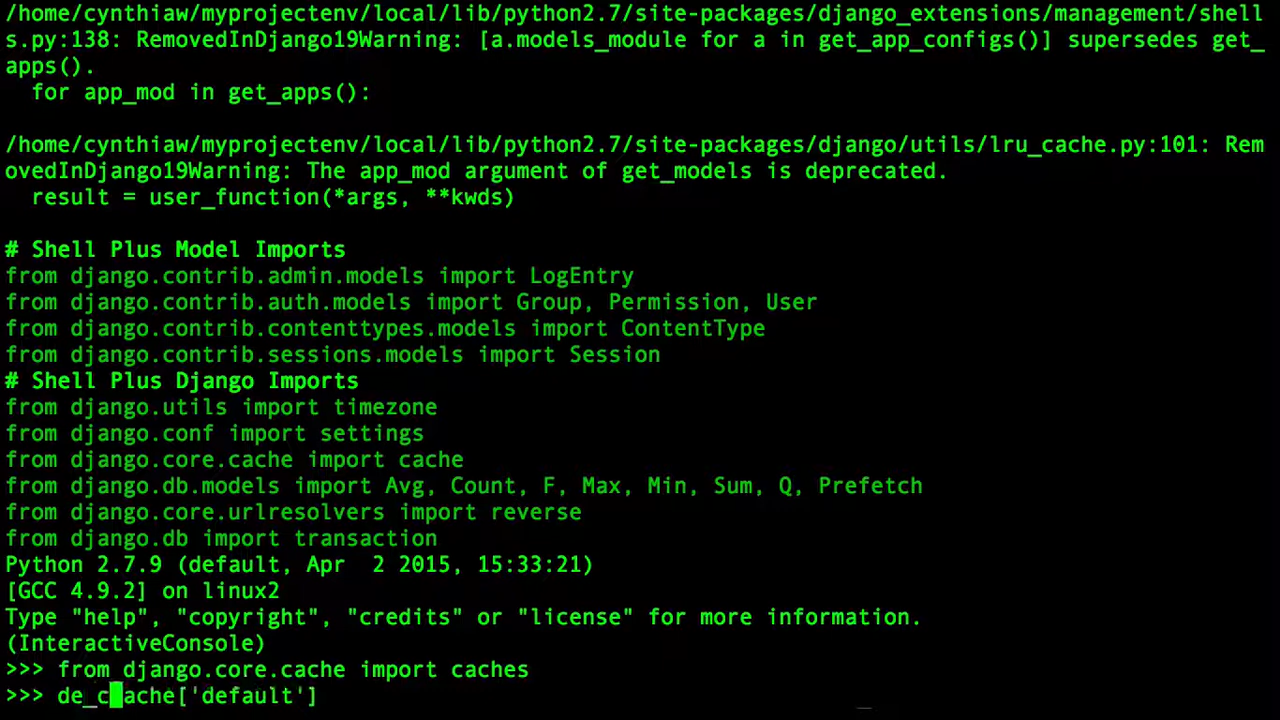 /home/cynthiaw/myprojectenv/local/lib/python2.7/site-packages/django_extensions/management/shell
s.py:138: RemovedInDjango19Warning: [a.models_module for a in get_app_configs()] supersedes get_
apps().
  for app_mod in get_apps():
/home/cynthiaw/myprojectenv/local/lib/python2.7/site-packages/django/utils/lru_cache.py:101: Rem
ovedInDjango19Warning: The app_mod argument of get_models is deprecated.
  result = user_function(*args, **kwds)
# Shell Plus Model Imports
from django.contrib.admin.models import LogEntry
from django.contrib.auth.models import Group, Permission, User
from django.contrib.contenttypes.models import ContentType
from django.contrib.sessions.models import Session
# Shell Plus Django Imports
from django.utils import timezone
from django.conf import settings
from django.core.cache import cache
from django.db.models import Avg, Count, F, Max, Min, Sum, Q, Prefetch
from django.core.urlresolvers import reverse
from django.db import transaction
Python 2.7.9 (default, Apr  2 2015, 15:33:21)
[GCC 4.9.2] on linux2
Type "help", "copyright", "credits" or "license" for more information.
(InteractiveConsole)
>>> from django.core.cache import caches
>>> de_c ache['default']